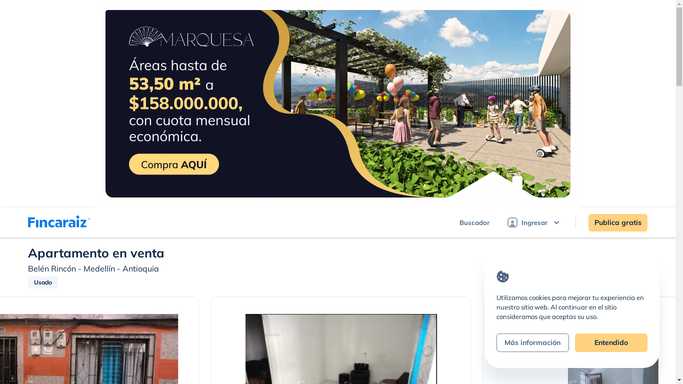 MARQUESA
Áreas hasta de
53,50 m² a
$158.000.000,
con cuota mensual
económica.
Compra AQUÍ
Fincaraiz
Buscador
Ingresar
Publica gratis
Apartamento en venta
Belén Rincón - Medellín - Antioquia
Usado
Utilizamos cookies para mejorar tu experiencia en
nuestro sitio web. Al continuar en el sitio
consideramos que aceptas su uso.
Más información
Entendido